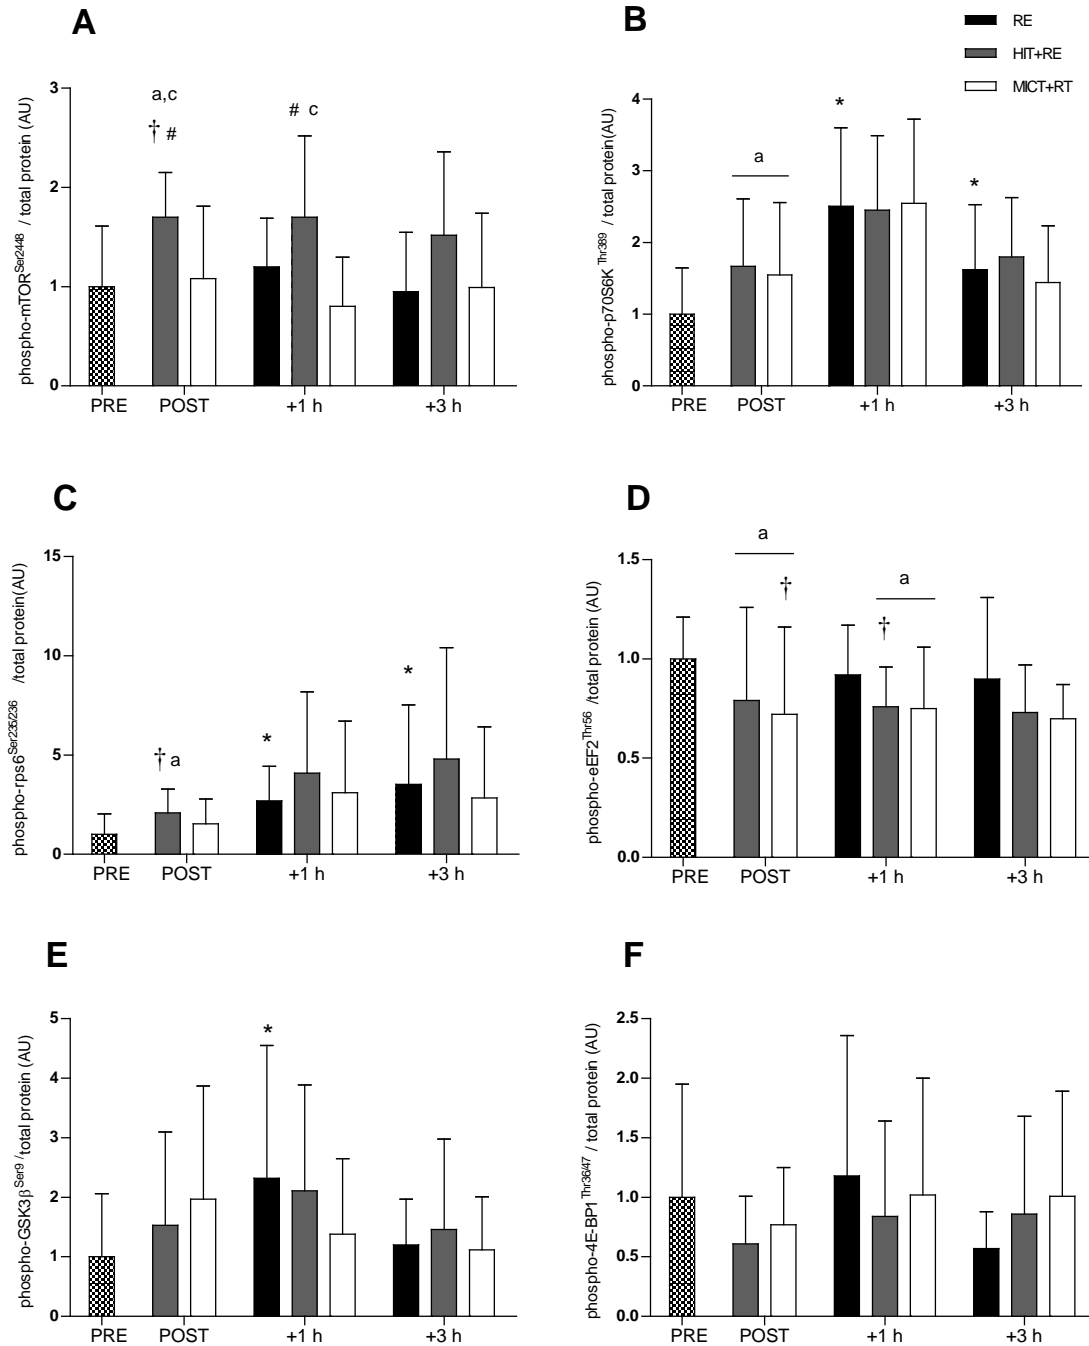 A
phospho-mTORSer2448 / total protein (AU)
3
2
1
0
a,c
† #
# c
PRE POST +1 h +3 h
B
RE
HIT+RE
MICT+RT
phospho-p70S6K Thr389 / total protein(AU)
4
3
2
1
0
a
*
*
PRE POST +1 h +3 h
C
phospho-rps6Ser235/236 /total protein(AU)
15
10
5
0
† a
*
*
PRE POST +1 h +3 h
D
phospho-eEF2Thr56 /total protein (AU)
1.5
1.0
0.5
0.0
a
†
a
†
PRE POST +1 h +3 h
E
phospho-GSK3βSer9 /total protein (AU)
5
4
3
2
1
0
*
PRE POST +1 h +3 h
F
phospho-4E-BP1Thr36/47 / total protein (AU)
2.5
2.0
1.5
1.0
0.5
0.0
PRE POST +1 h +3 h